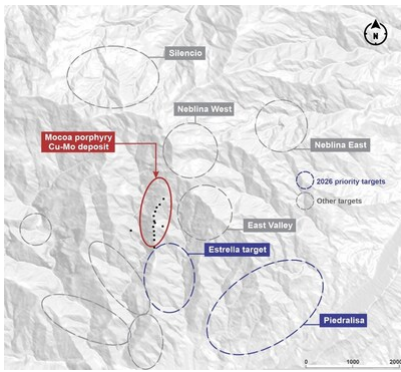 N
Silencio
Neblina West
Mocoa porphyry
Cu-Mo deposit
Neblina East
2026 priority targets
Other targets
East Valley
Estrella target
Piedralisa
0
1000
2000